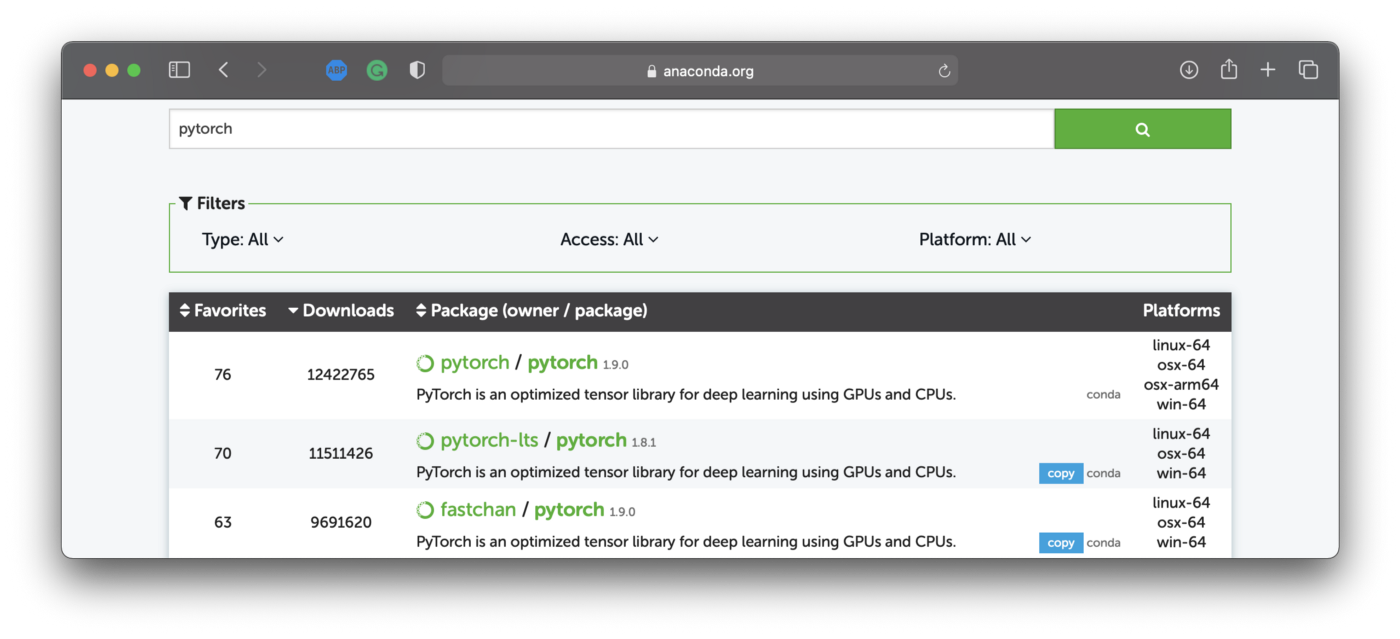 ABP
anaconda.org
pytorch
Filters
Type: All
Access: All
Platform: All
Favorites Downloads Package (owner / package) Platforms
76 12422765 pytorch / pytorch 1.9.0
PyTorch is an optimized tensor library for deep learning using GPUs and CPUs.
conda
linux-64
osx-64
osx-arm64
win-64
70 11511426 pytorch-lts / pytorch 1.8.1
PyTorch is an optimized tensor library for deep learning using GPUs and CPUs.
copy conda
linux-64
osx-64
win-64
63 9691620 fastchan / pytorch 1.9.0
PyTorch is an optimized tensor library for deep learning using GPUs and CPUs.
copy conda
linux-64
osx-64
win-64